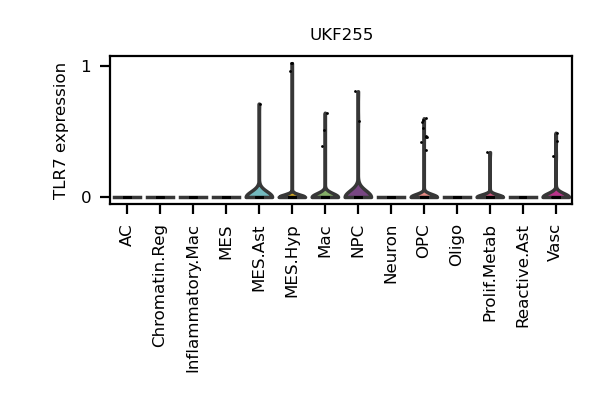 UKF255
TLR7 expression
1
0
AC
Chromatin.Reg
Inflammatory.Mac
MES
MES.Ast
MES.Hyp
Mac
NPC
Neuron
OPC
Oligo
Prolif.Metab
Reactive.Ast
Vasc